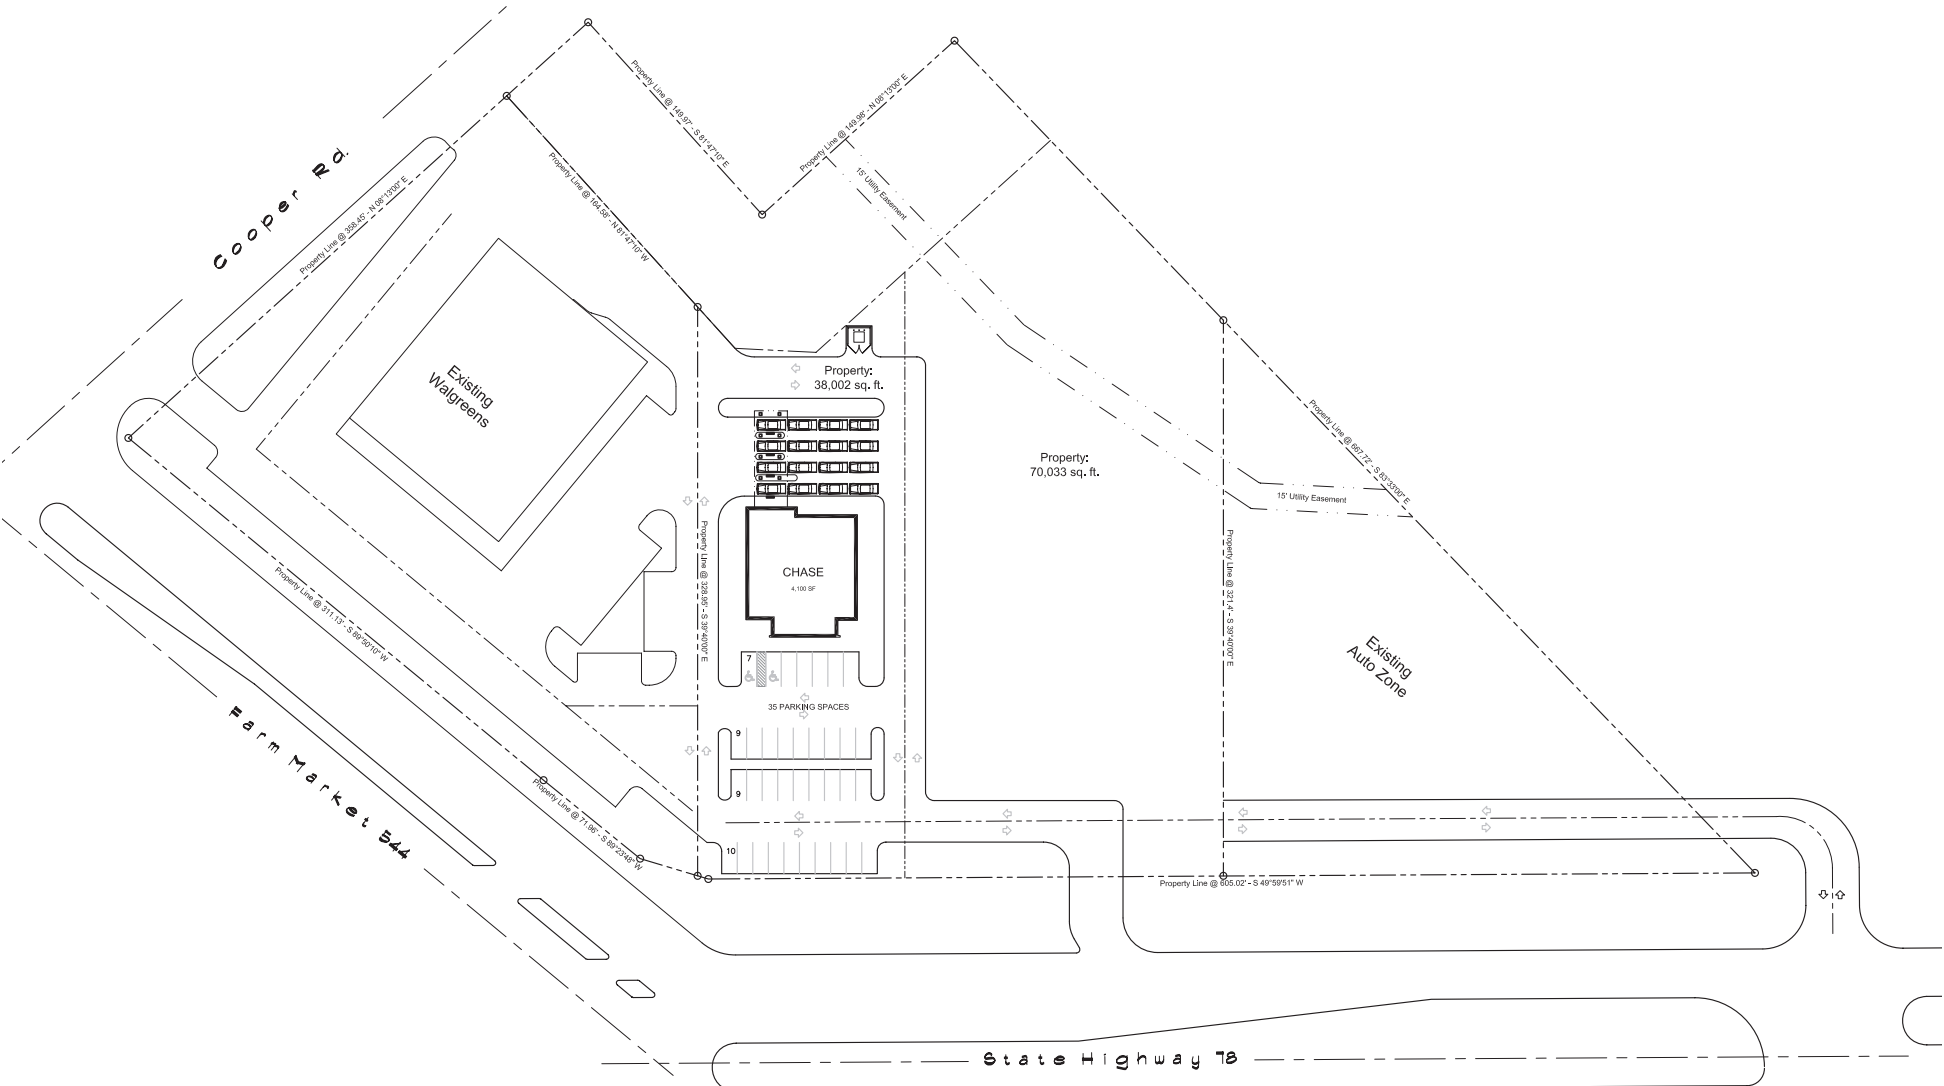 Property Line @ 149.97' - S 81°47'10" E
Property Line @ 149.98' - N 08°13'00" E
Cooper Rd.
Property Line @ 358.45' - N 08°13'00" E
Property Line @ 164.58' - N 81°47'10" W
15' Utility Easement
Existing
Walgreens
Property:
38,002 sq. ft.
Property:
70,033 sq. ft.
Property Line @ 667.72' - S 83°33'00" E
15' Utility Easement
Property Line @ 328.95' - S 39°40'00" E
Property Line @ 321.4' - S 39°40'00" E
CHASE
4,100 SF
Property Line @ 311.13' - S 89°50'10" W
Existing
Auto Zone
7
35 PARKING SPACES
9
9
10
Farm Market 544
Property Line @ 71.96' - S 89°23'48" W
Property Line @ 605.02' - S 49°59'51" W
State Highway 78